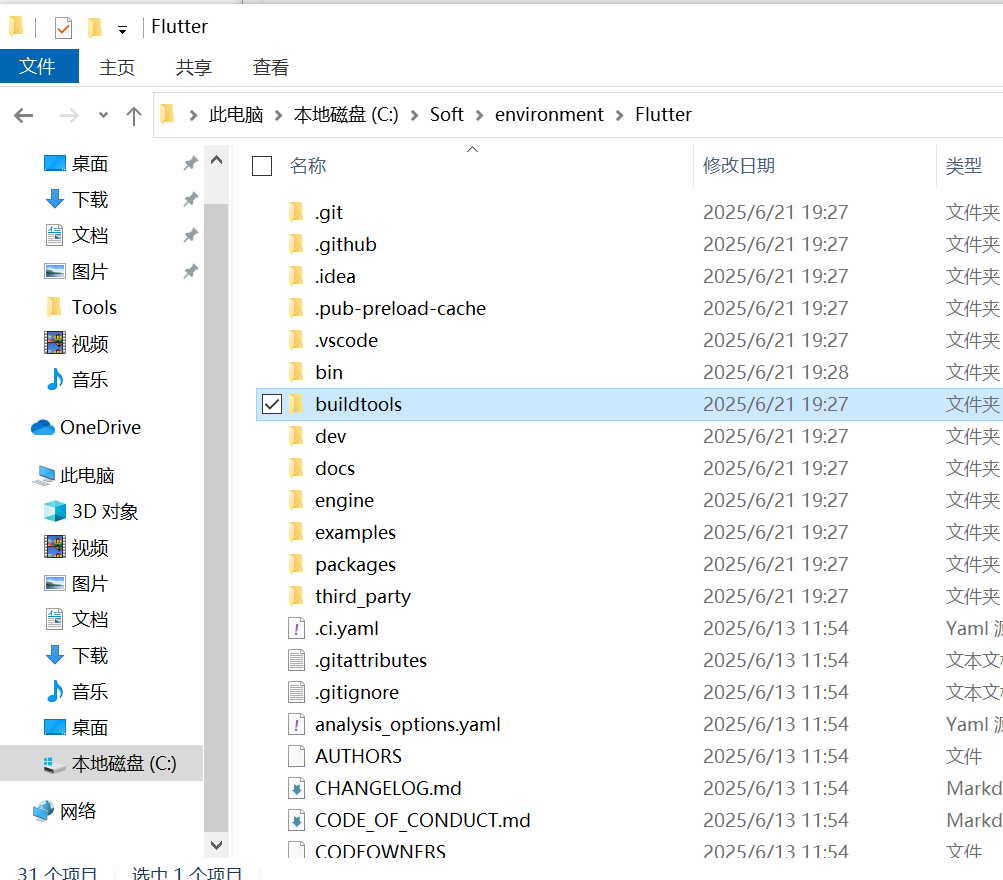 Flutter
文件 主页 共享 查看
此电脑 本地磁盘 (C:) Soft environment Flutter
桌面
下载
文档
图片
Tools
视频
音乐
OneDrive
此电脑
3D 对象
视频
图片
文档
下载
音乐
桌面
本地磁盘 (C:)
网络
名称 修改日期 类型
.git 2025/6/21 19:27 文件夹
.github 2025/6/21 19:27 文件夹
.idea 2025/6/21 19:27 文件夹
.pub-preload-cache 2025/6/21 19:27 文件夹
.vscode 2025/6/21 19:27 文件夹
bin 2025/6/21 19:28 文件夹
buildtools 2025/6/21 19:27 文件夹
dev 2025/6/21 19:27 文件夹
docs 2025/6/21 19:27 文件夹
engine 2025/6/21 19:27 文件夹
examples 2025/6/21 19:27 文件夹
packages 2025/6/21 19:27 文件夹
third_party 2025/6/21 19:27 文件夹
.ci.yaml 2025/6/13 11:54 Yaml 源
.gitattributes 2025/6/13 11:54 文本文
.gitignore 2025/6/13 11:54 文本文
analysis_options.yaml 2025/6/13 11:54 Yaml 源
AUTHORS 2025/6/13 11:54 文件
CHANGELOG.md 2025/6/13 11:54 Markd
CODE_OF_CONDUCT.md 2025/6/13 11:54 Markd
CODEOWNERS 2025/6/13 11:54 文件
31 个项目 选中 1 个项目